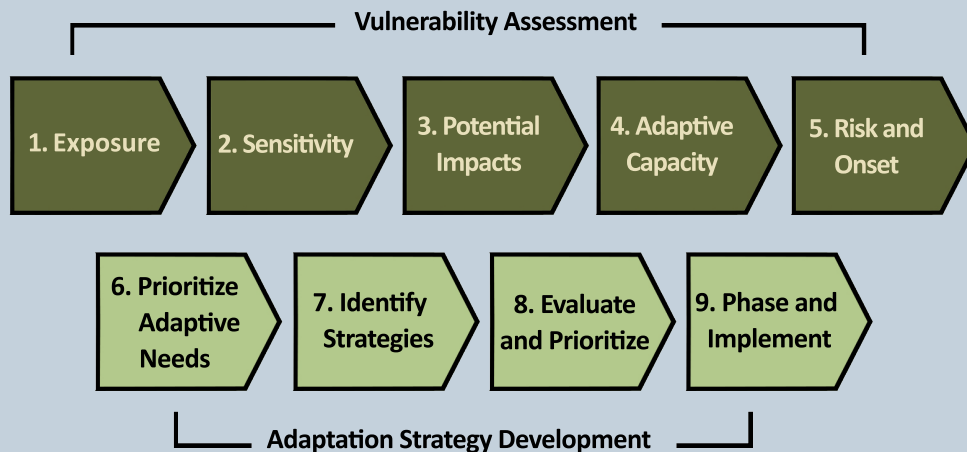 Vulnerability Assessment
1. Exposure
2. Sensitivity
3. Potential
Impacts
4. Adaptive
Capacity
5. Risk and
Onset
6. Prioritize
Adaptive
Needs
7. Identify
Strategies
8. Evaluate
and Prioritize
9. Phase and
Implement
Adaptation Strategy Development